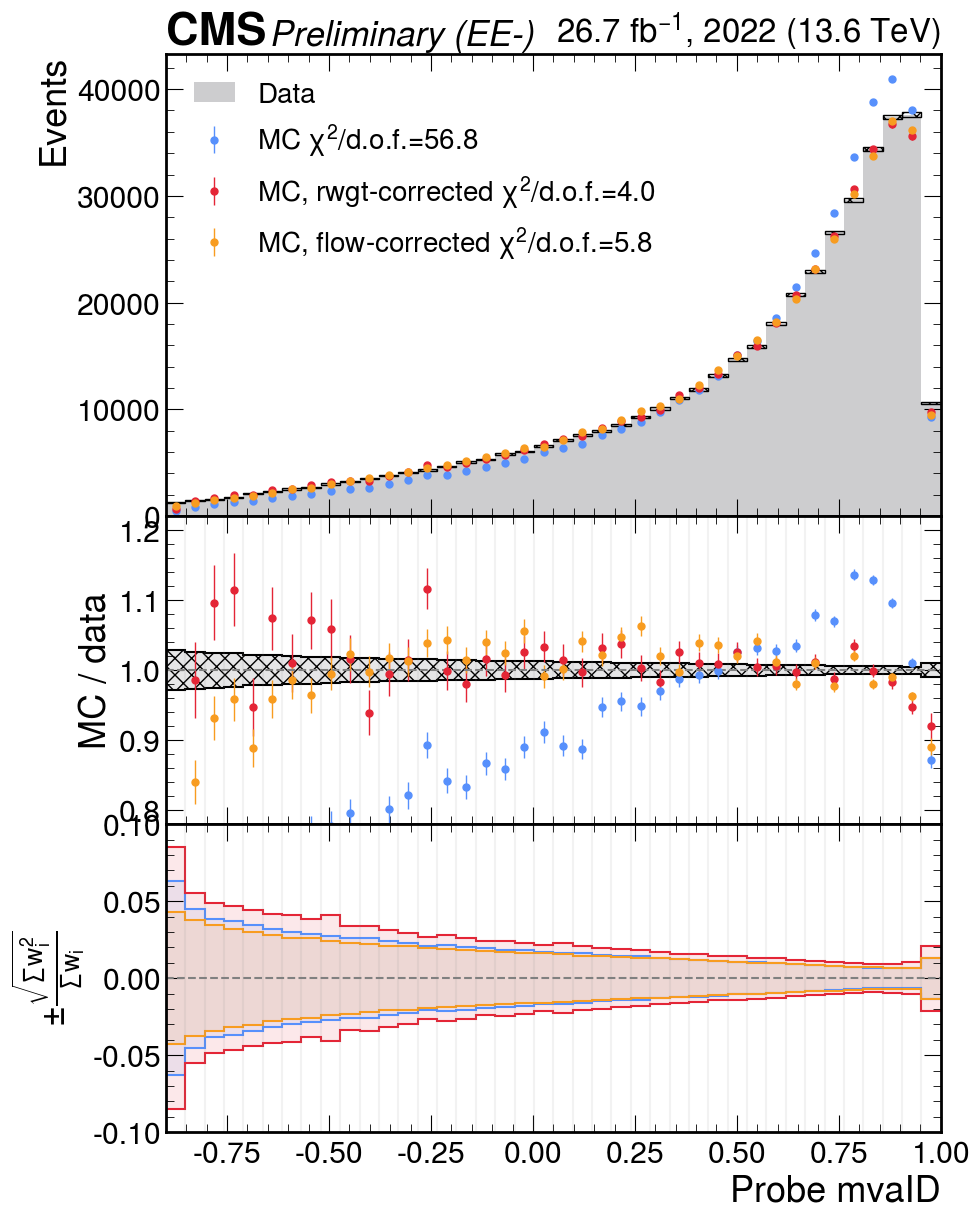 CMS Preliminary (EE-) 26.7 fb⁻¹, 2022 (13.6 TeV)
Events
40000
30000
20000
10000
0
Data
MC χ²/d.o.f.=56.8
MC, rwgt-corrected χ²/d.o.f.=4.0
MC, flow-corrected χ²/d.o.f.=5.8
MC / data
1.2
1.1
1.0
0.9
0.8
± √Σw²ᵢ / Σwᵢ
0.10
0.05
0.00
-0.05
-0.10
-0.75 -0.50 -0.25 0.00 0.25 0.50 0.75 1.00
Probe mvaID